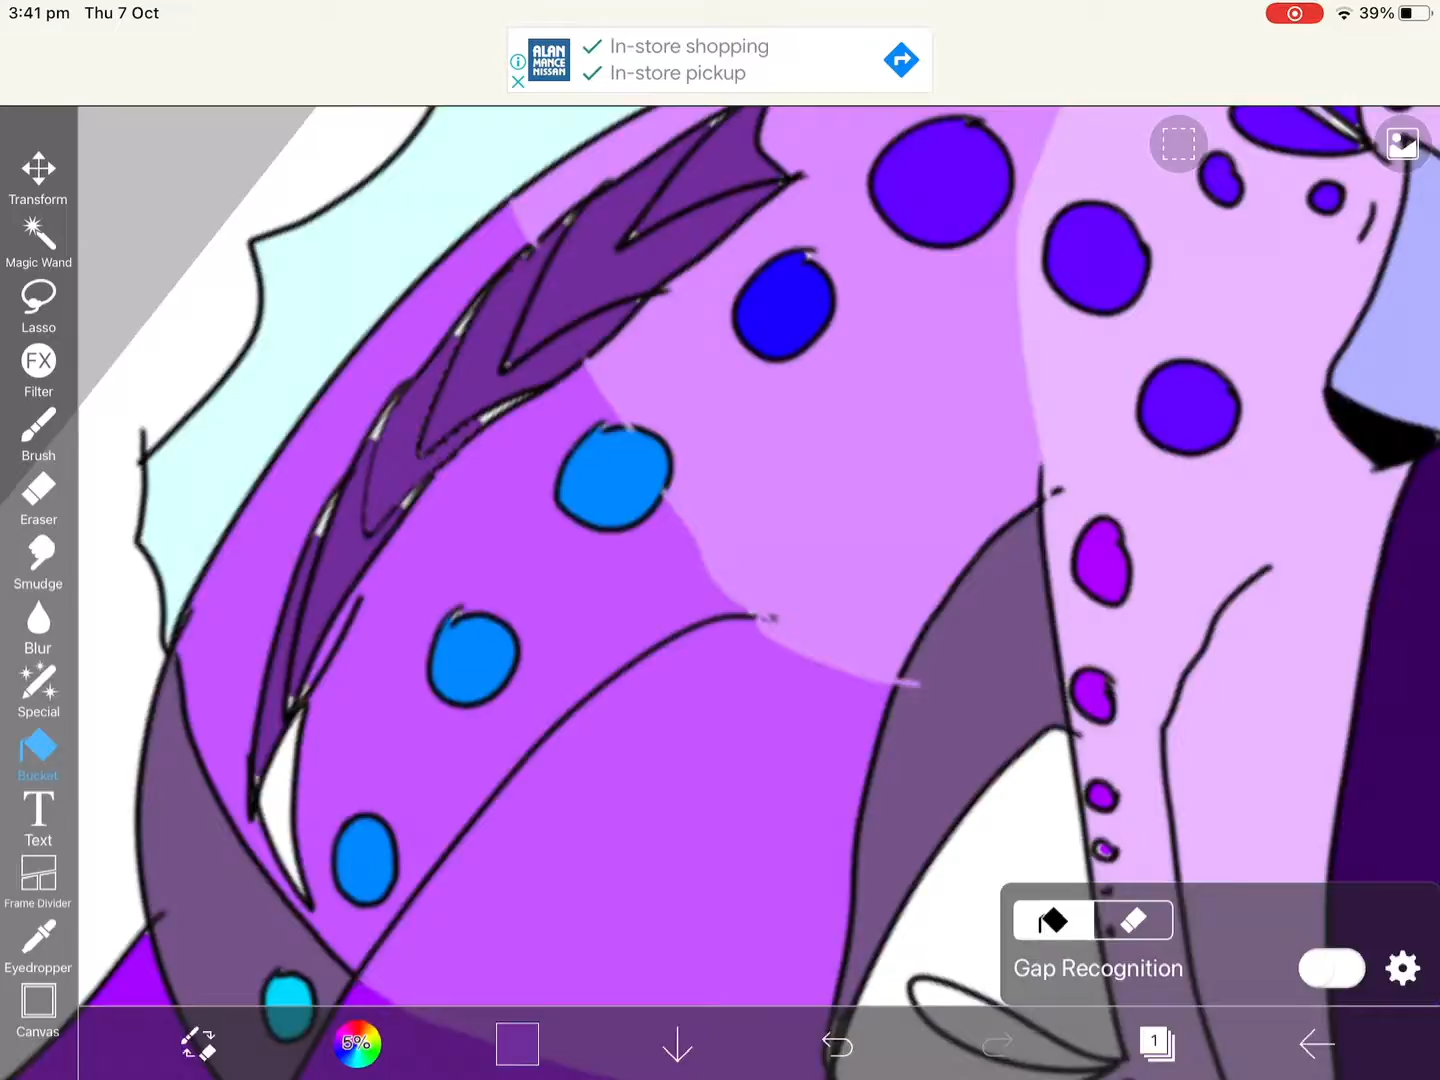 3:41 pm Thu 7 Oct
39%
ALAN
MANCE
NISSAN
In-store shopping
In-store pickup
Transform
Magic Wand
Lasso
FX
Filter
Brush
Eraser
Smudge
Blur
Special
Bucket
T
Text
Frame Divider
Eyedropper
Canvas
Gap Recognition
5%
1